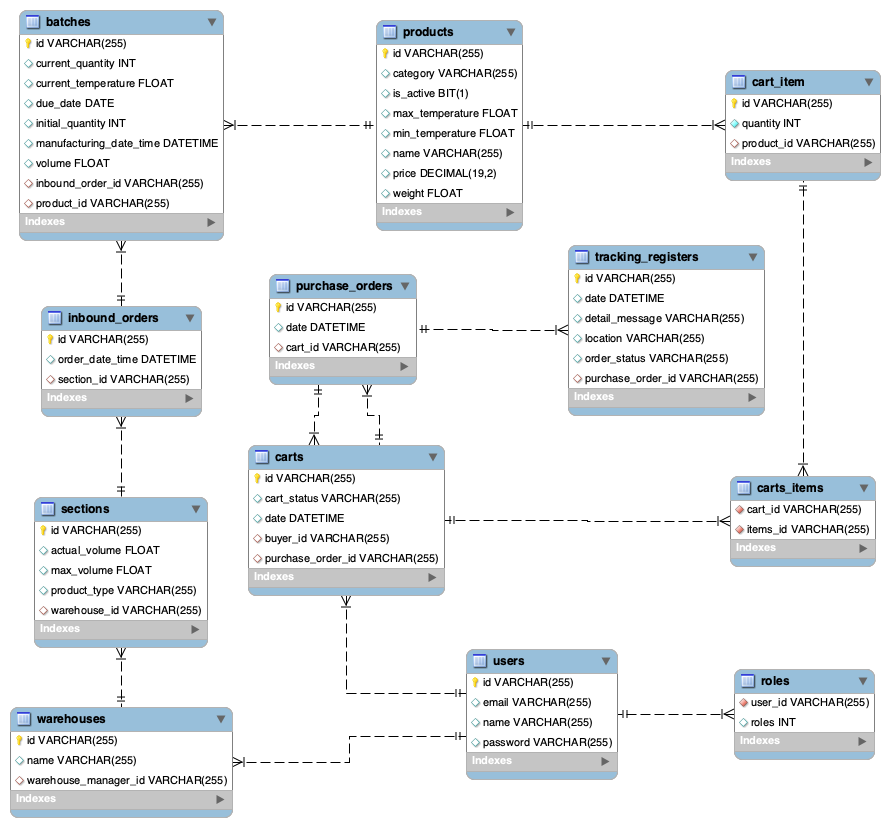 batches
id VARCHAR(255)
current_quantity INT
current_temperature FLOAT
due_date DATE
initial_quantity INT
manufacturing_date_time DATETIME
volume FLOAT
inbound_order_id VARCHAR(255)
product_id VARCHAR(255)
Indexes
products
id VARCHAR(255)
category VARCHAR(255)
is_active BIT(1)
max_temperature FLOAT
min_temperature FLOAT
name VARCHAR(255)
price DECIMAL(19,2)
weight FLOAT
Indexes
cart_item
id VARCHAR(255)
quantity INT
product_id VARCHAR(255)
Indexes
inbound_orders
id VARCHAR(255)
order_date_time DATETIME
section_id VARCHAR(255)
Indexes
purchase_orders
id VARCHAR(255)
date DATETIME
cart_id VARCHAR(255)
Indexes
tracking_registers
id VARCHAR(255)
date DATETIME
detail_message VARCHAR(255)
location VARCHAR(255)
order_status VARCHAR(255)
purchase_order_id VARCHAR(255)
Indexes
sections
id VARCHAR(255)
actual_volume FLOAT
max_volume FLOAT
product_type VARCHAR(255)
warehouse_id VARCHAR(255)
Indexes
carts
id VARCHAR(255)
cart_status VARCHAR(255)
date DATETIME
buyer_id VARCHAR(255)
purchase_order_id VARCHAR(255)
Indexes
carts_items
cart_id VARCHAR(255)
items_id VARCHAR(255)
Indexes
warehouses
id VARCHAR(255)
name VARCHAR(255)
warehouse_manager_id VARCHAR(255)
Indexes
users
id VARCHAR(255)
email VARCHAR(255)
name VARCHAR(255)
password VARCHAR(255)
Indexes
roles
user_id VARCHAR(255)
roles INT
Indexes